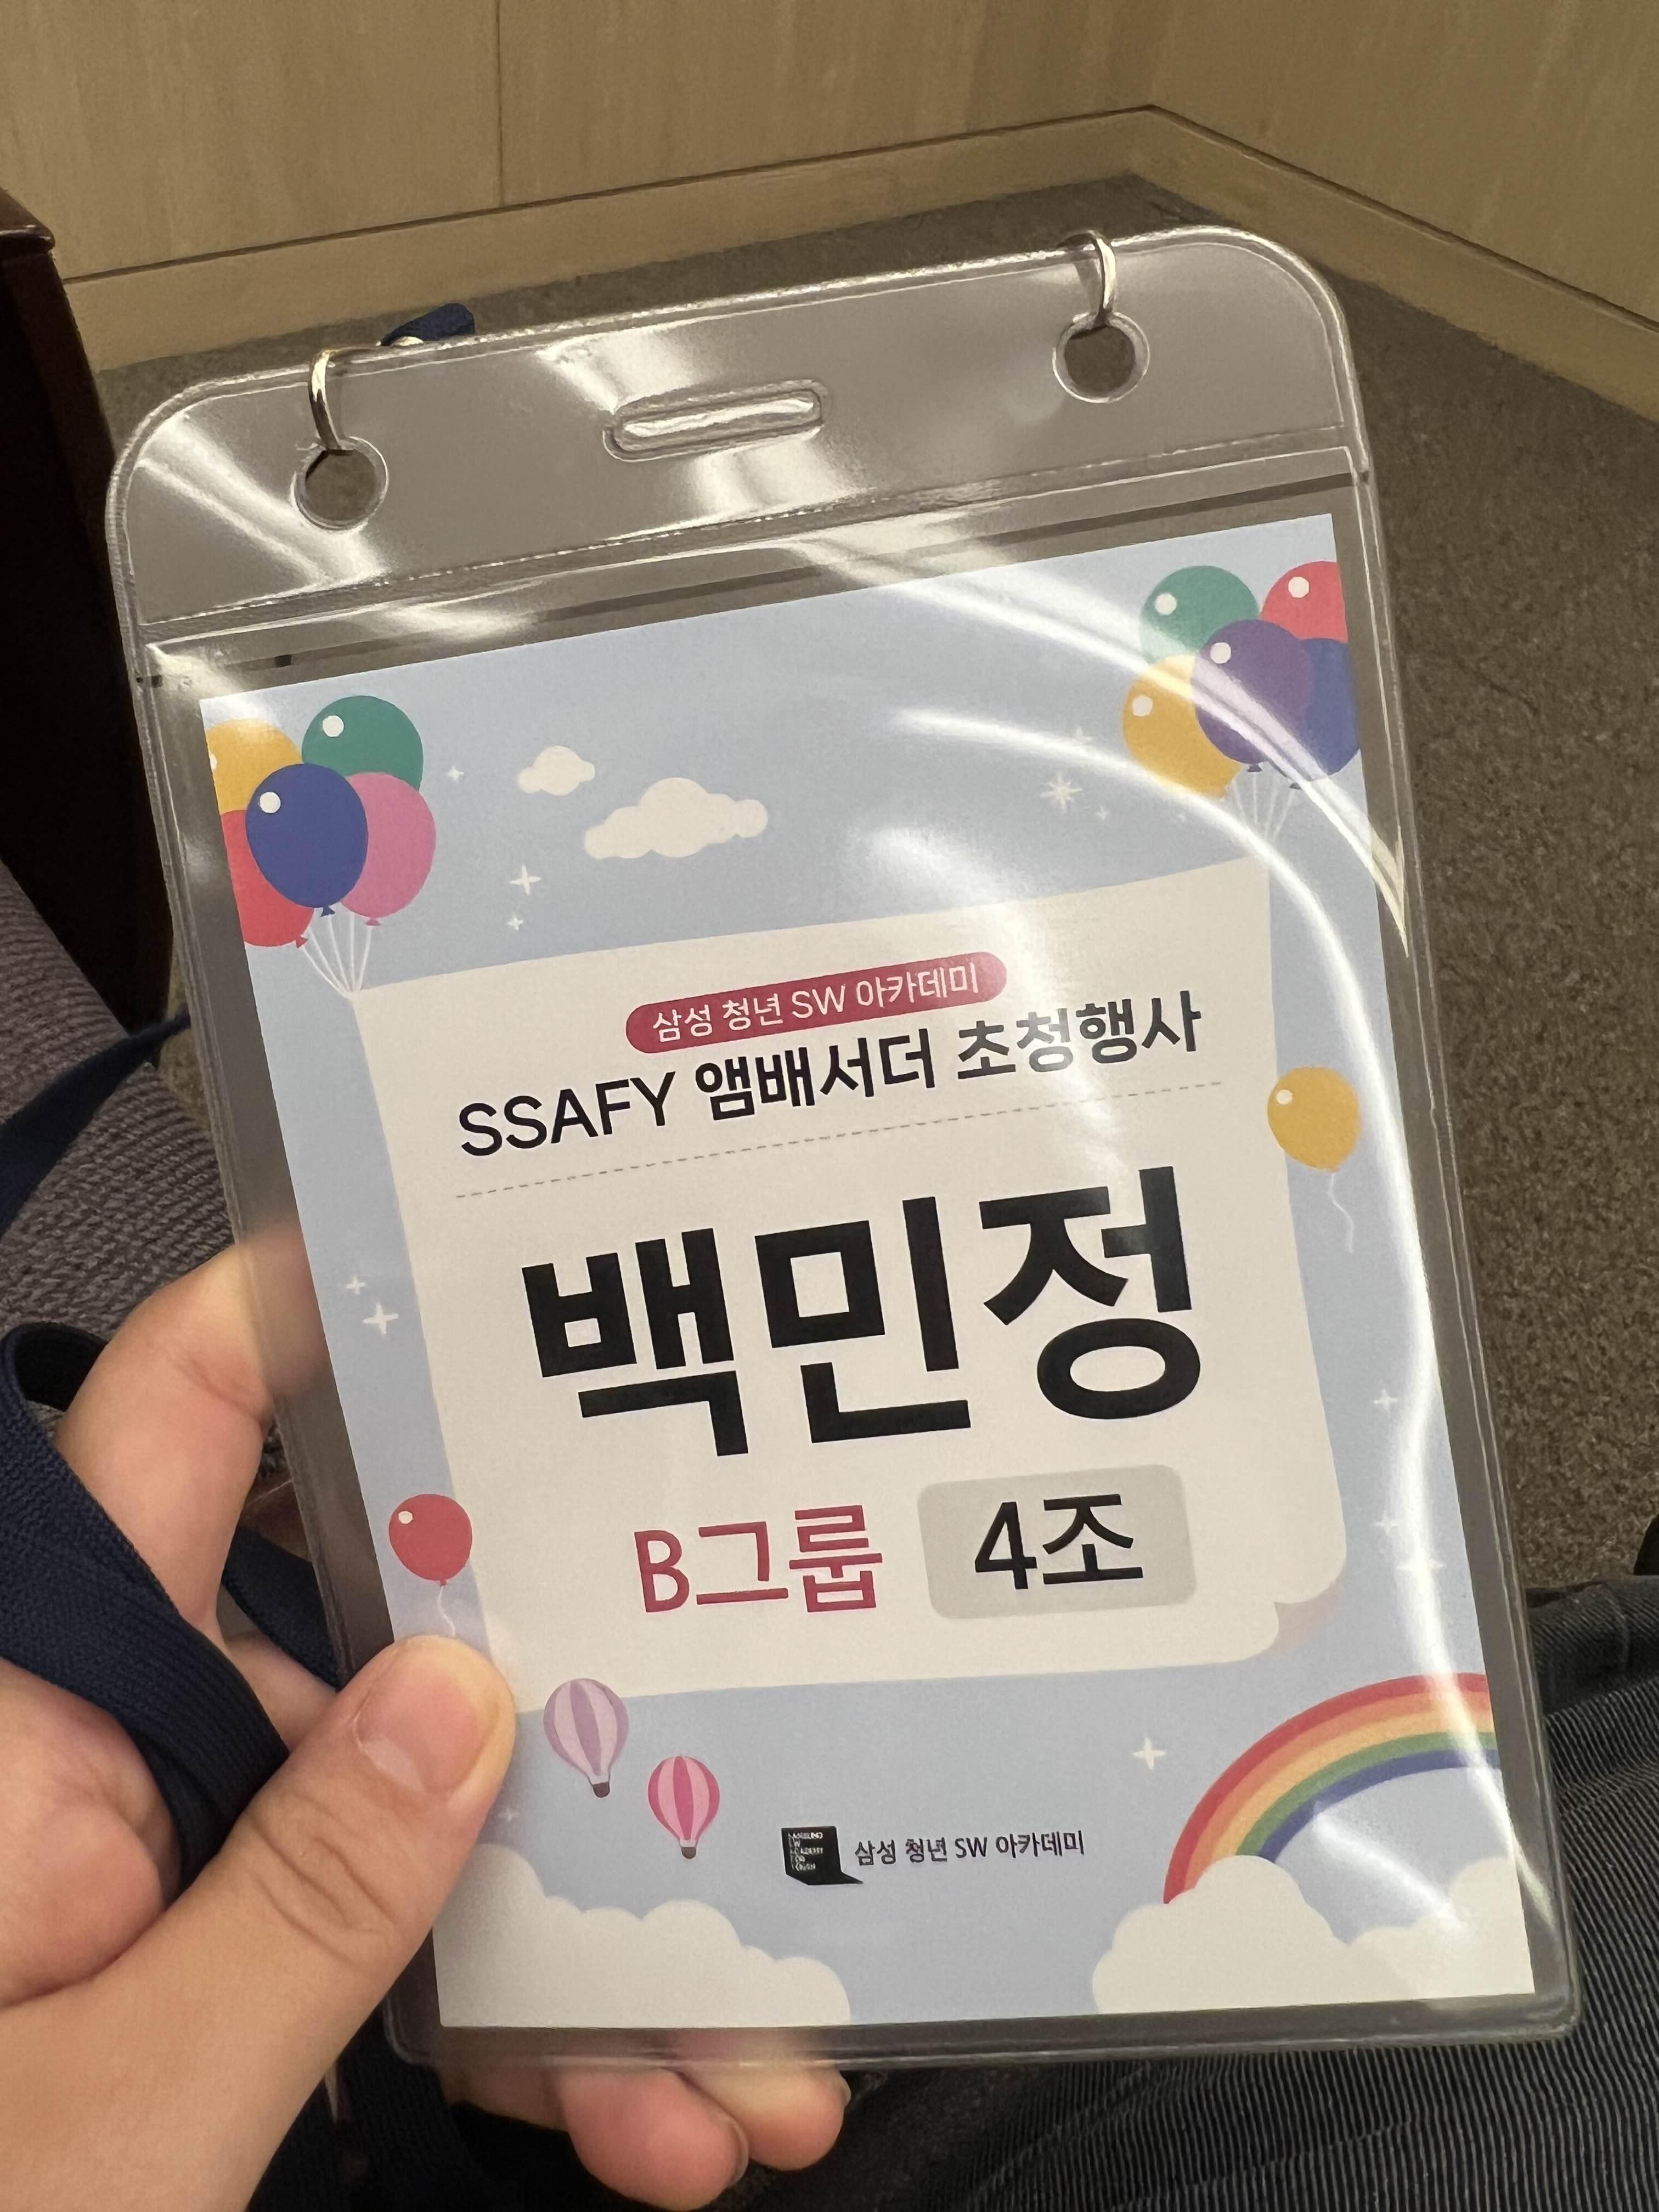 삼성 청년 SW 아카데미
SSAFY 앰배서더 초청행사
백민정
B그룹 4조
삼성 청년 SW 아카데미